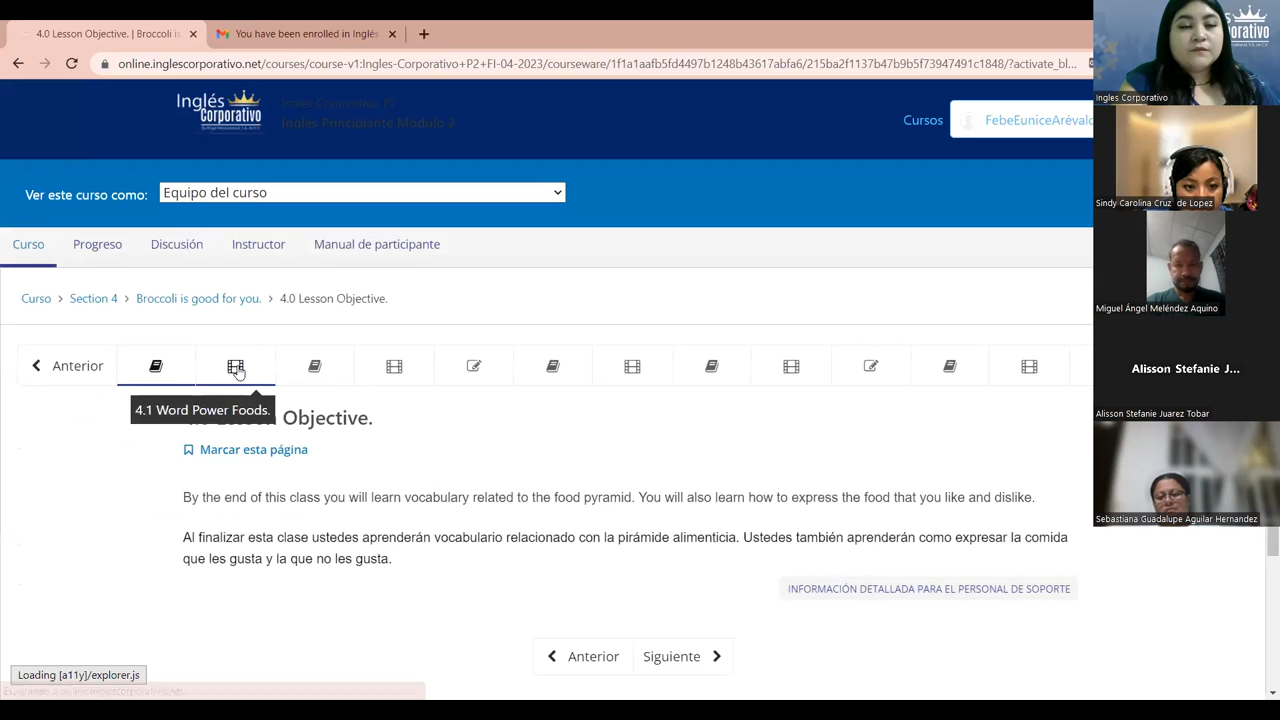 4.0 Lesson Objective. | Broccoli is
You have been enrolled in Inglés
online.inglescorporativo.net/courses/course-v1:Ingles-Corporativo+P2+FI-04-2023/courseware/1f1a1aafb5fd4497b1248b43617abfa6/215ba2f1137b47b9b5f73947491c1848/?activate_bl...
Inglés
Corporativo
Ingles Corporativo: P2
Inglés Principiante Modulo 2
Cursos
FebeEuniceArévalo
Ver este curso como:
Equipo del curso
Curso
Progreso
Discusión
Instructor
Manual de participante
Curso > Section 4 > Broccoli is good for you. > 4.0 Lesson Objective.
Anterior
4.1 Word Power Foods.
Objective.
Marcar esta página
By the end of this class you will learn vocabulary related to the food pyramid. You will also learn how to express the food that you like and dislike.
Al finalizar esta clase ustedes aprenderán vocabulario relacionado con la pirámide alimenticia. Ustedes también aprenderán como expresar la comida
que les gusta y la que no les gusta.
INFORMACIÓN DETALLADA PARA EL PERSONAL DE SOPORTE
Anterior
Siguiente
Loading [a11y]/explorer.js
Ingles Corporativo
Sindy Carolina Cruz de Lopez
Miguel Ángel Meléndez Aquino
Alisson Stefanie J...
Alisson Stefanie Juarez Tobar
Sebastiana Guadalupe Aguilar Hernandez